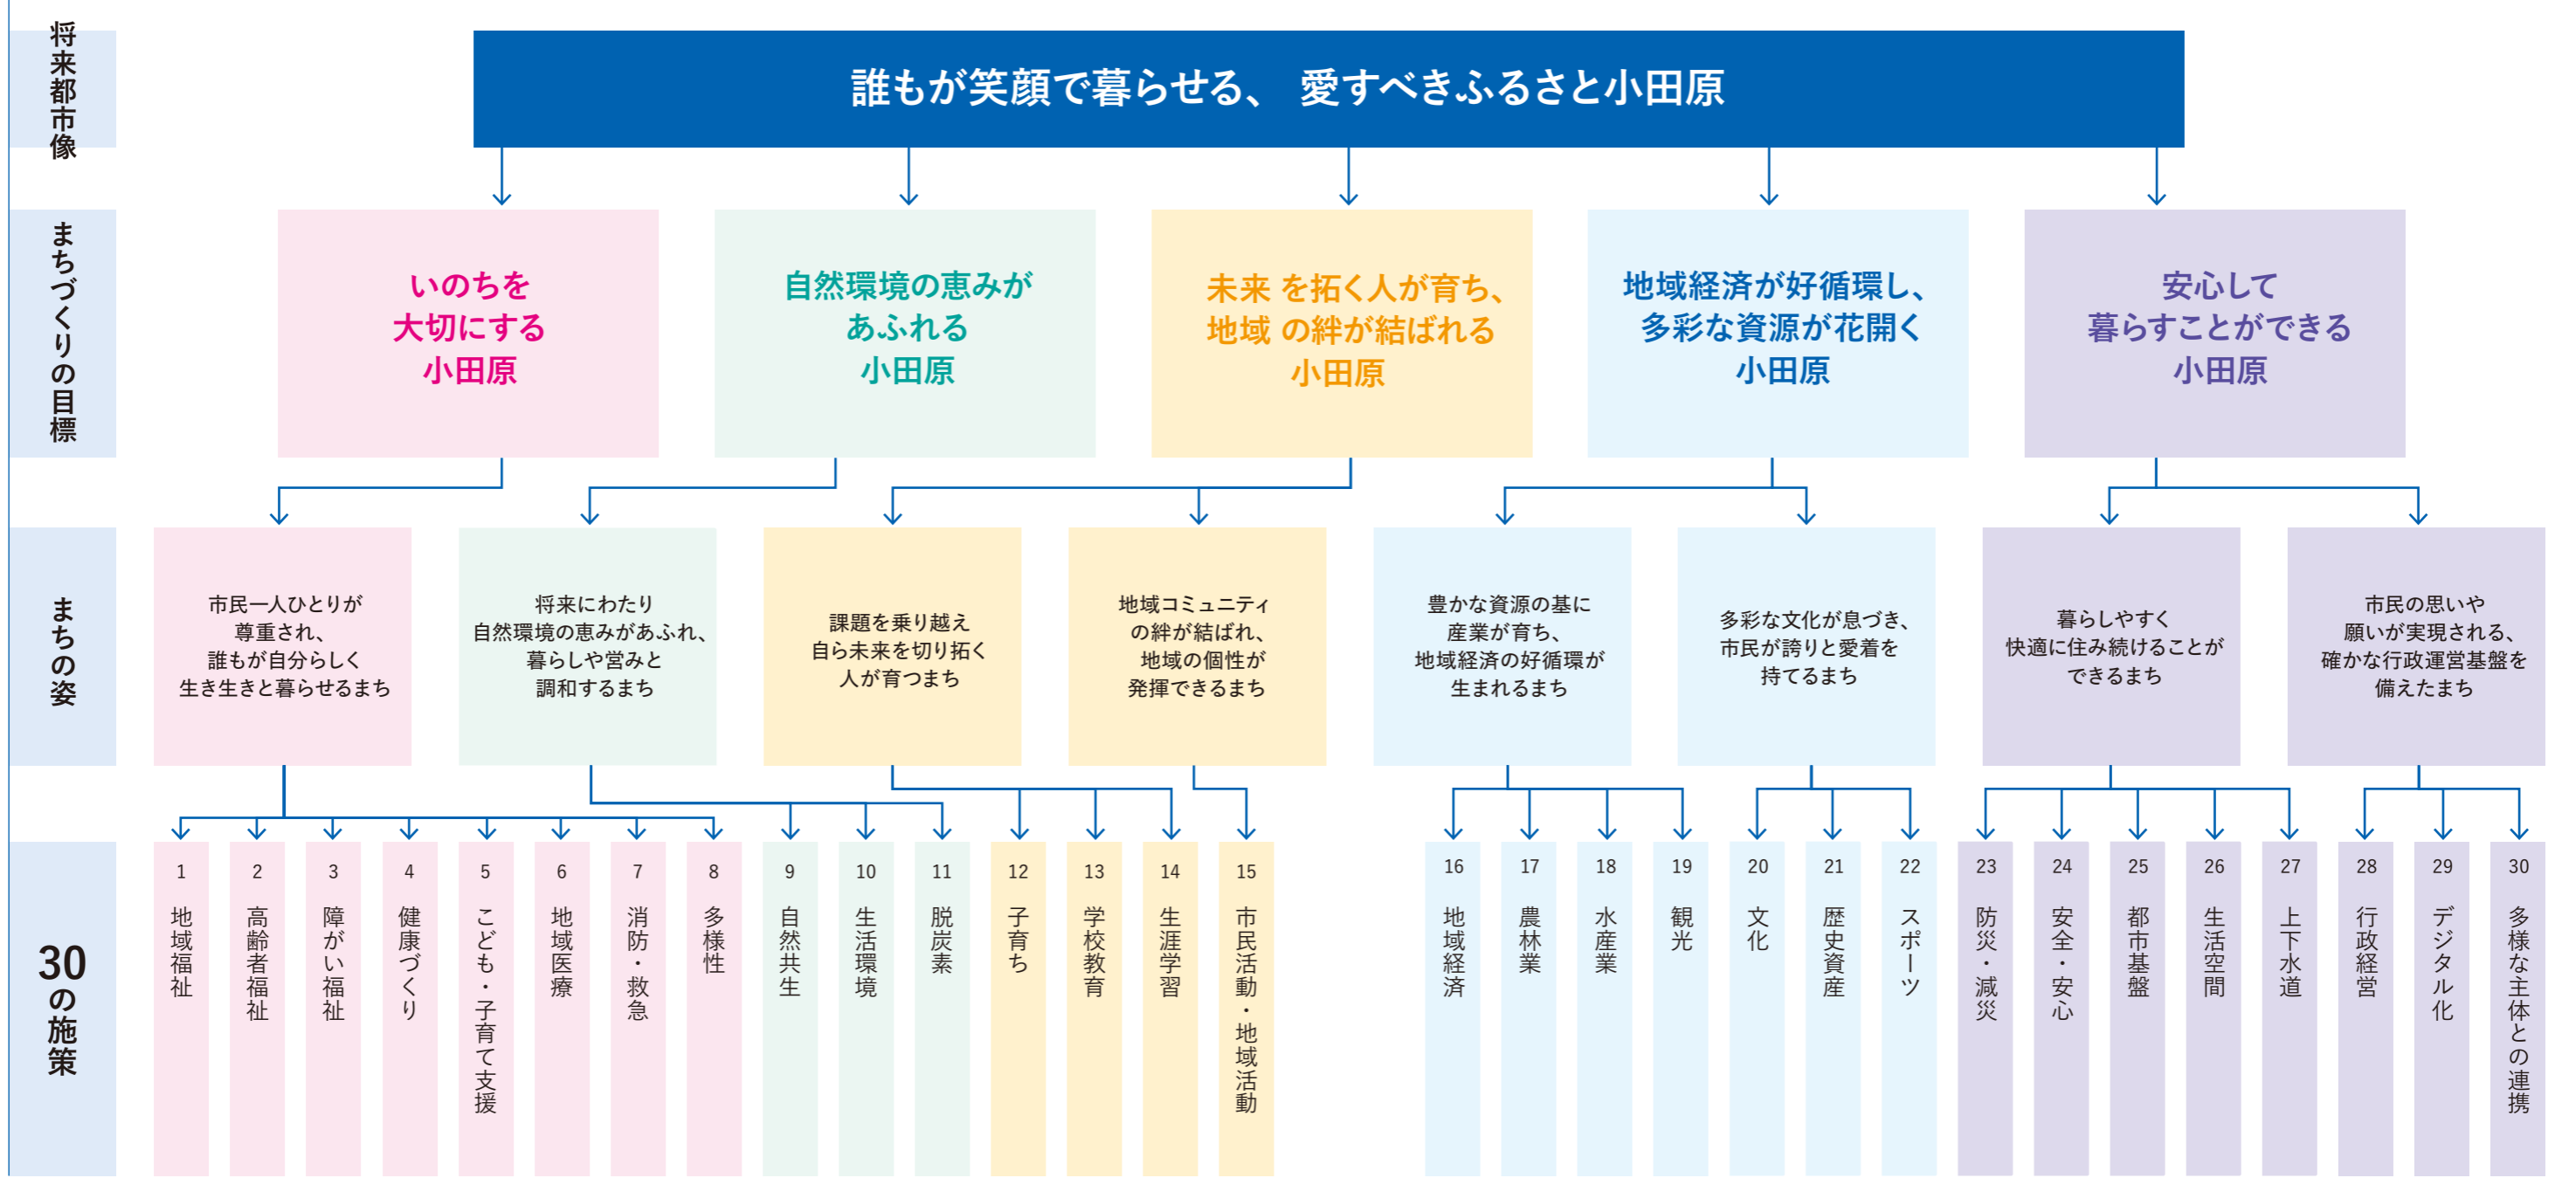 将来都市像
誰もが笑顔で暮らせる、 愛すべきふるさと小田原
まちづくりの目標
いのちを
大切にする
小田原
自然環境の恵みが
あふれる
小田原
未来 を拓く人が育ち、
地域 の絆が結ばれる
小田原
地域経済が好循環し、
多彩な資源が花開く
小田原
安心して
暮らすことができる
小田原
まちの姿
市民一人ひとりが
尊重され、
誰もが自分らしく
生き生きと暮らせるまち
将来にわたり
自然環境の恵みがあふれ、
暮らしや営みと
調和するまち
課題を乗り越え
自ら未来を切り拓く
人が育つまち
地域コミュニティ
の絆が結ばれ、
地域の個性が
発揮できるまち
豊かな資源の基に
産業が育ち、
地域経済の好循環が
生まれるまち
多彩な文化が息づき、
市民が誇りと愛着を
持てるまち
暮らしやすく
快適に住み続けることが
できるまち
市民の思いや
願いが実現される、
確かな行政運営基盤を
備えたまち
30の施策
1
地域福祉
2
高齢者福祉
3
障がい福祉
4
健康づくり
5
こども・子育て支援
6
地域医療
7
消防・救急
8
多様性
9
自然共生
10
生活環境
11
脱炭素
12
子育ち
13
学校教育
14
生涯学習
15
市民活動・地域活動
16
地域経済
17
農林業
18
水産業
19
観光
20
文化
21
歴史資産
22
スポーツ
23
防災・減災
24
安全・安心
25
都市基盤
26
生活空間
27
上下水道
28
行政経営
29
デジタル化
30
多様な主体との連携